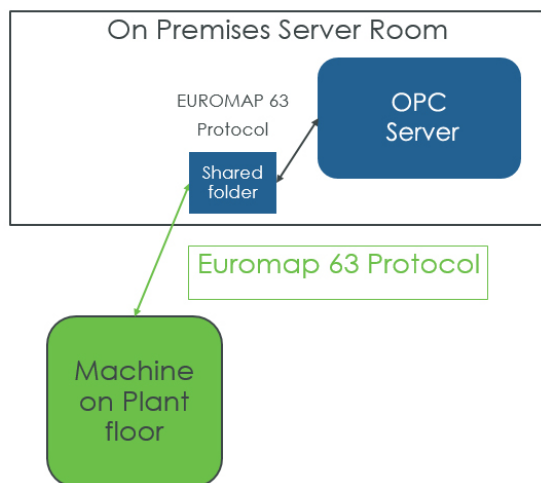 On Premises Server Room
EUROMAP 63
Protocol
OPC
Server
Shared
folder
Euromap 63 Protocol
Machine
on Plant
floor